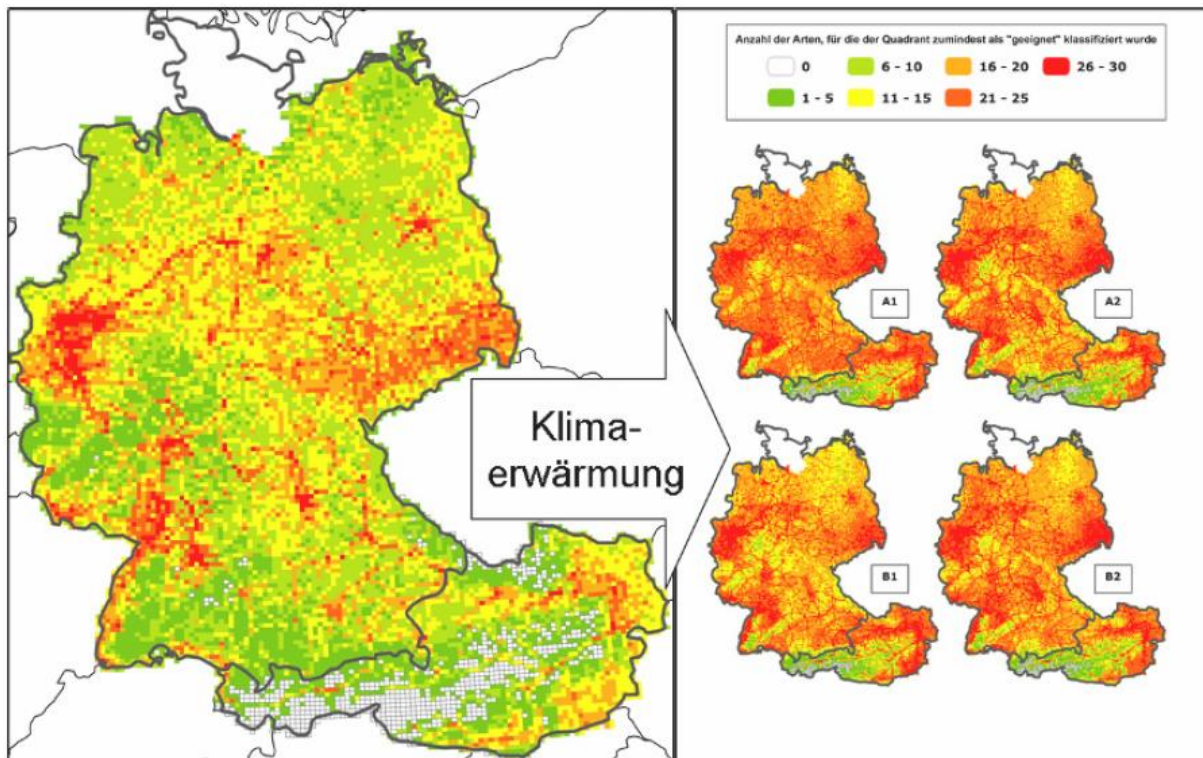 Anzahl der Arten, für die der Quadrant zumindest als "geeignet" klassifiziert wurde
0 6 - 10 16 - 20 26 - 30
1 - 5 11 - 15 21 - 25
Klima-
erwärmung
A1 A2
B1 B2